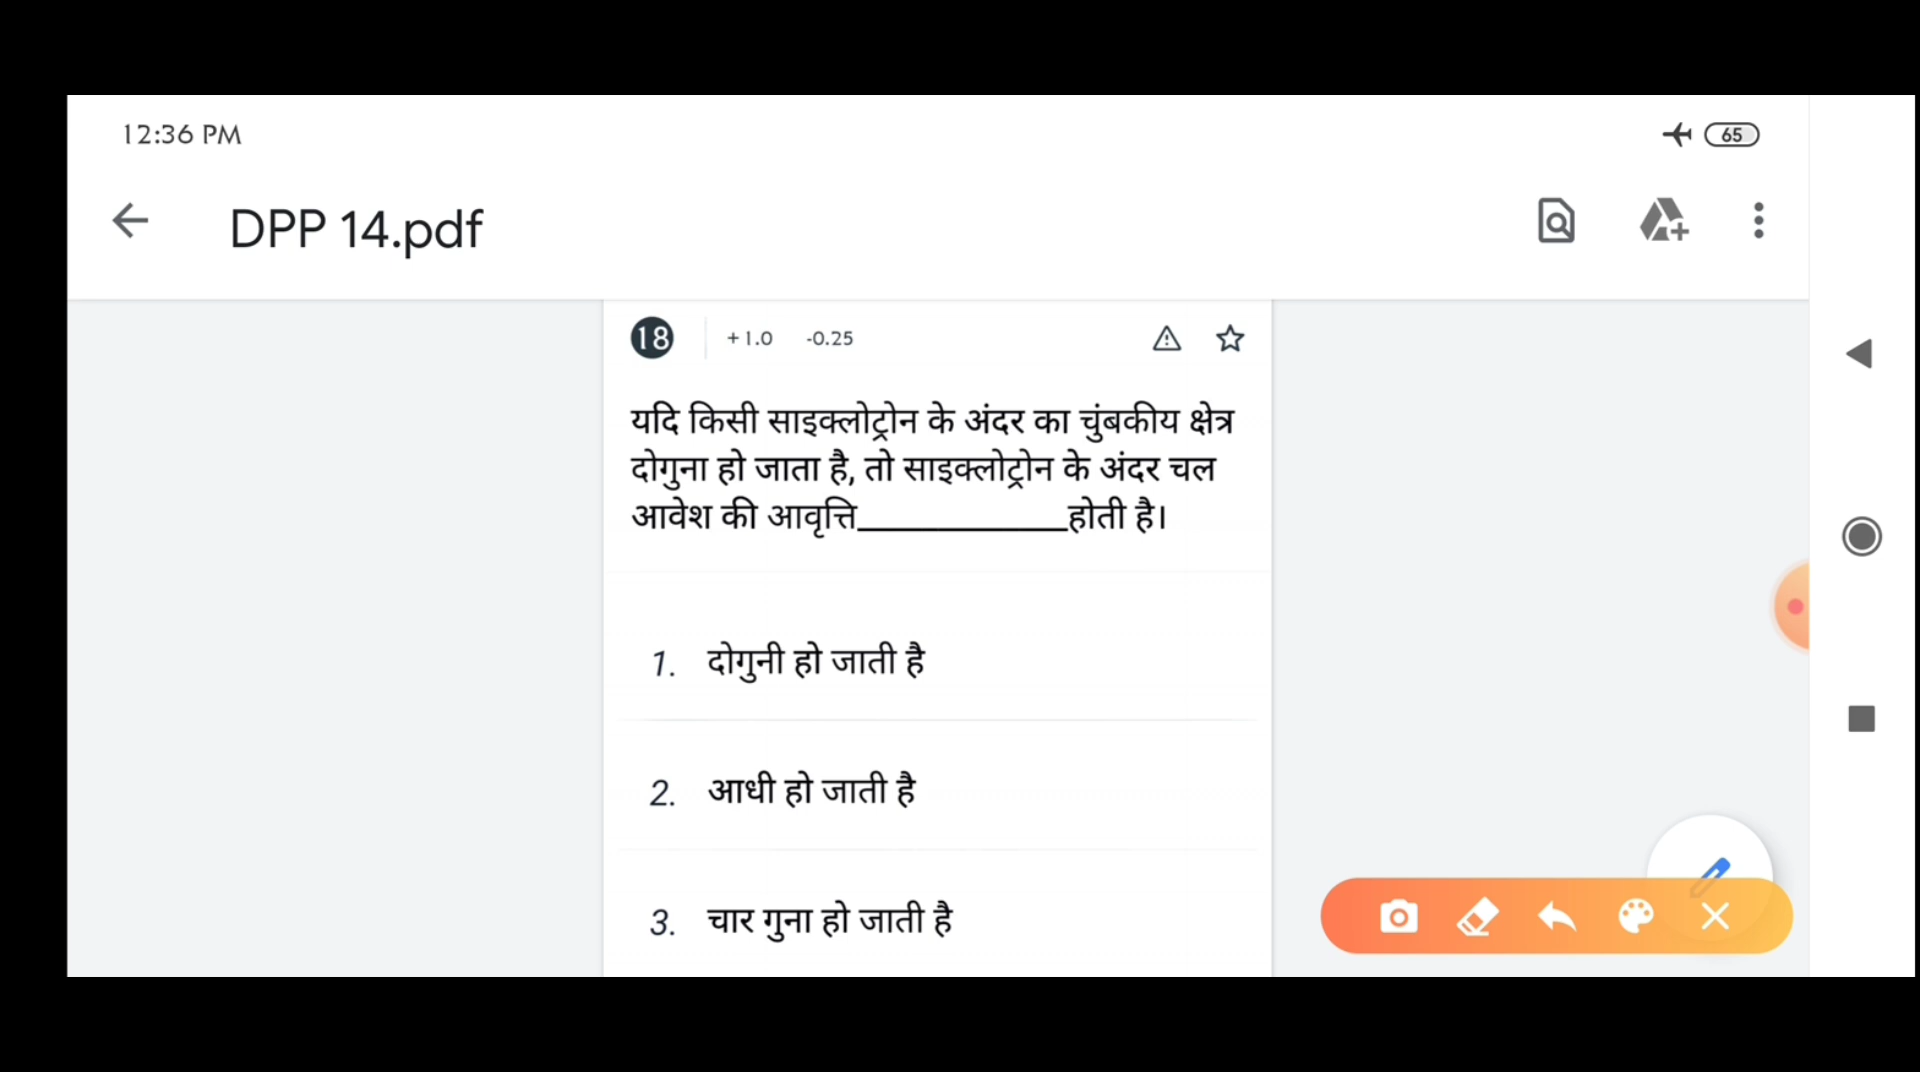 12:36 PM
65
DPP 14.pdf
18 +1.0 -0.25
यदि किसी साइक्लोट्रोन के अंदर का चुंबकीय क्षेत्र
दोगुना हो जाता है, तो साइक्लोट्रोन के अंदर चल
आवेश की आवृत्ति____________होती है।
1. दोगुनी हो जाती है
2. आधी हो जाती है
3. चार गुना हो जाती है